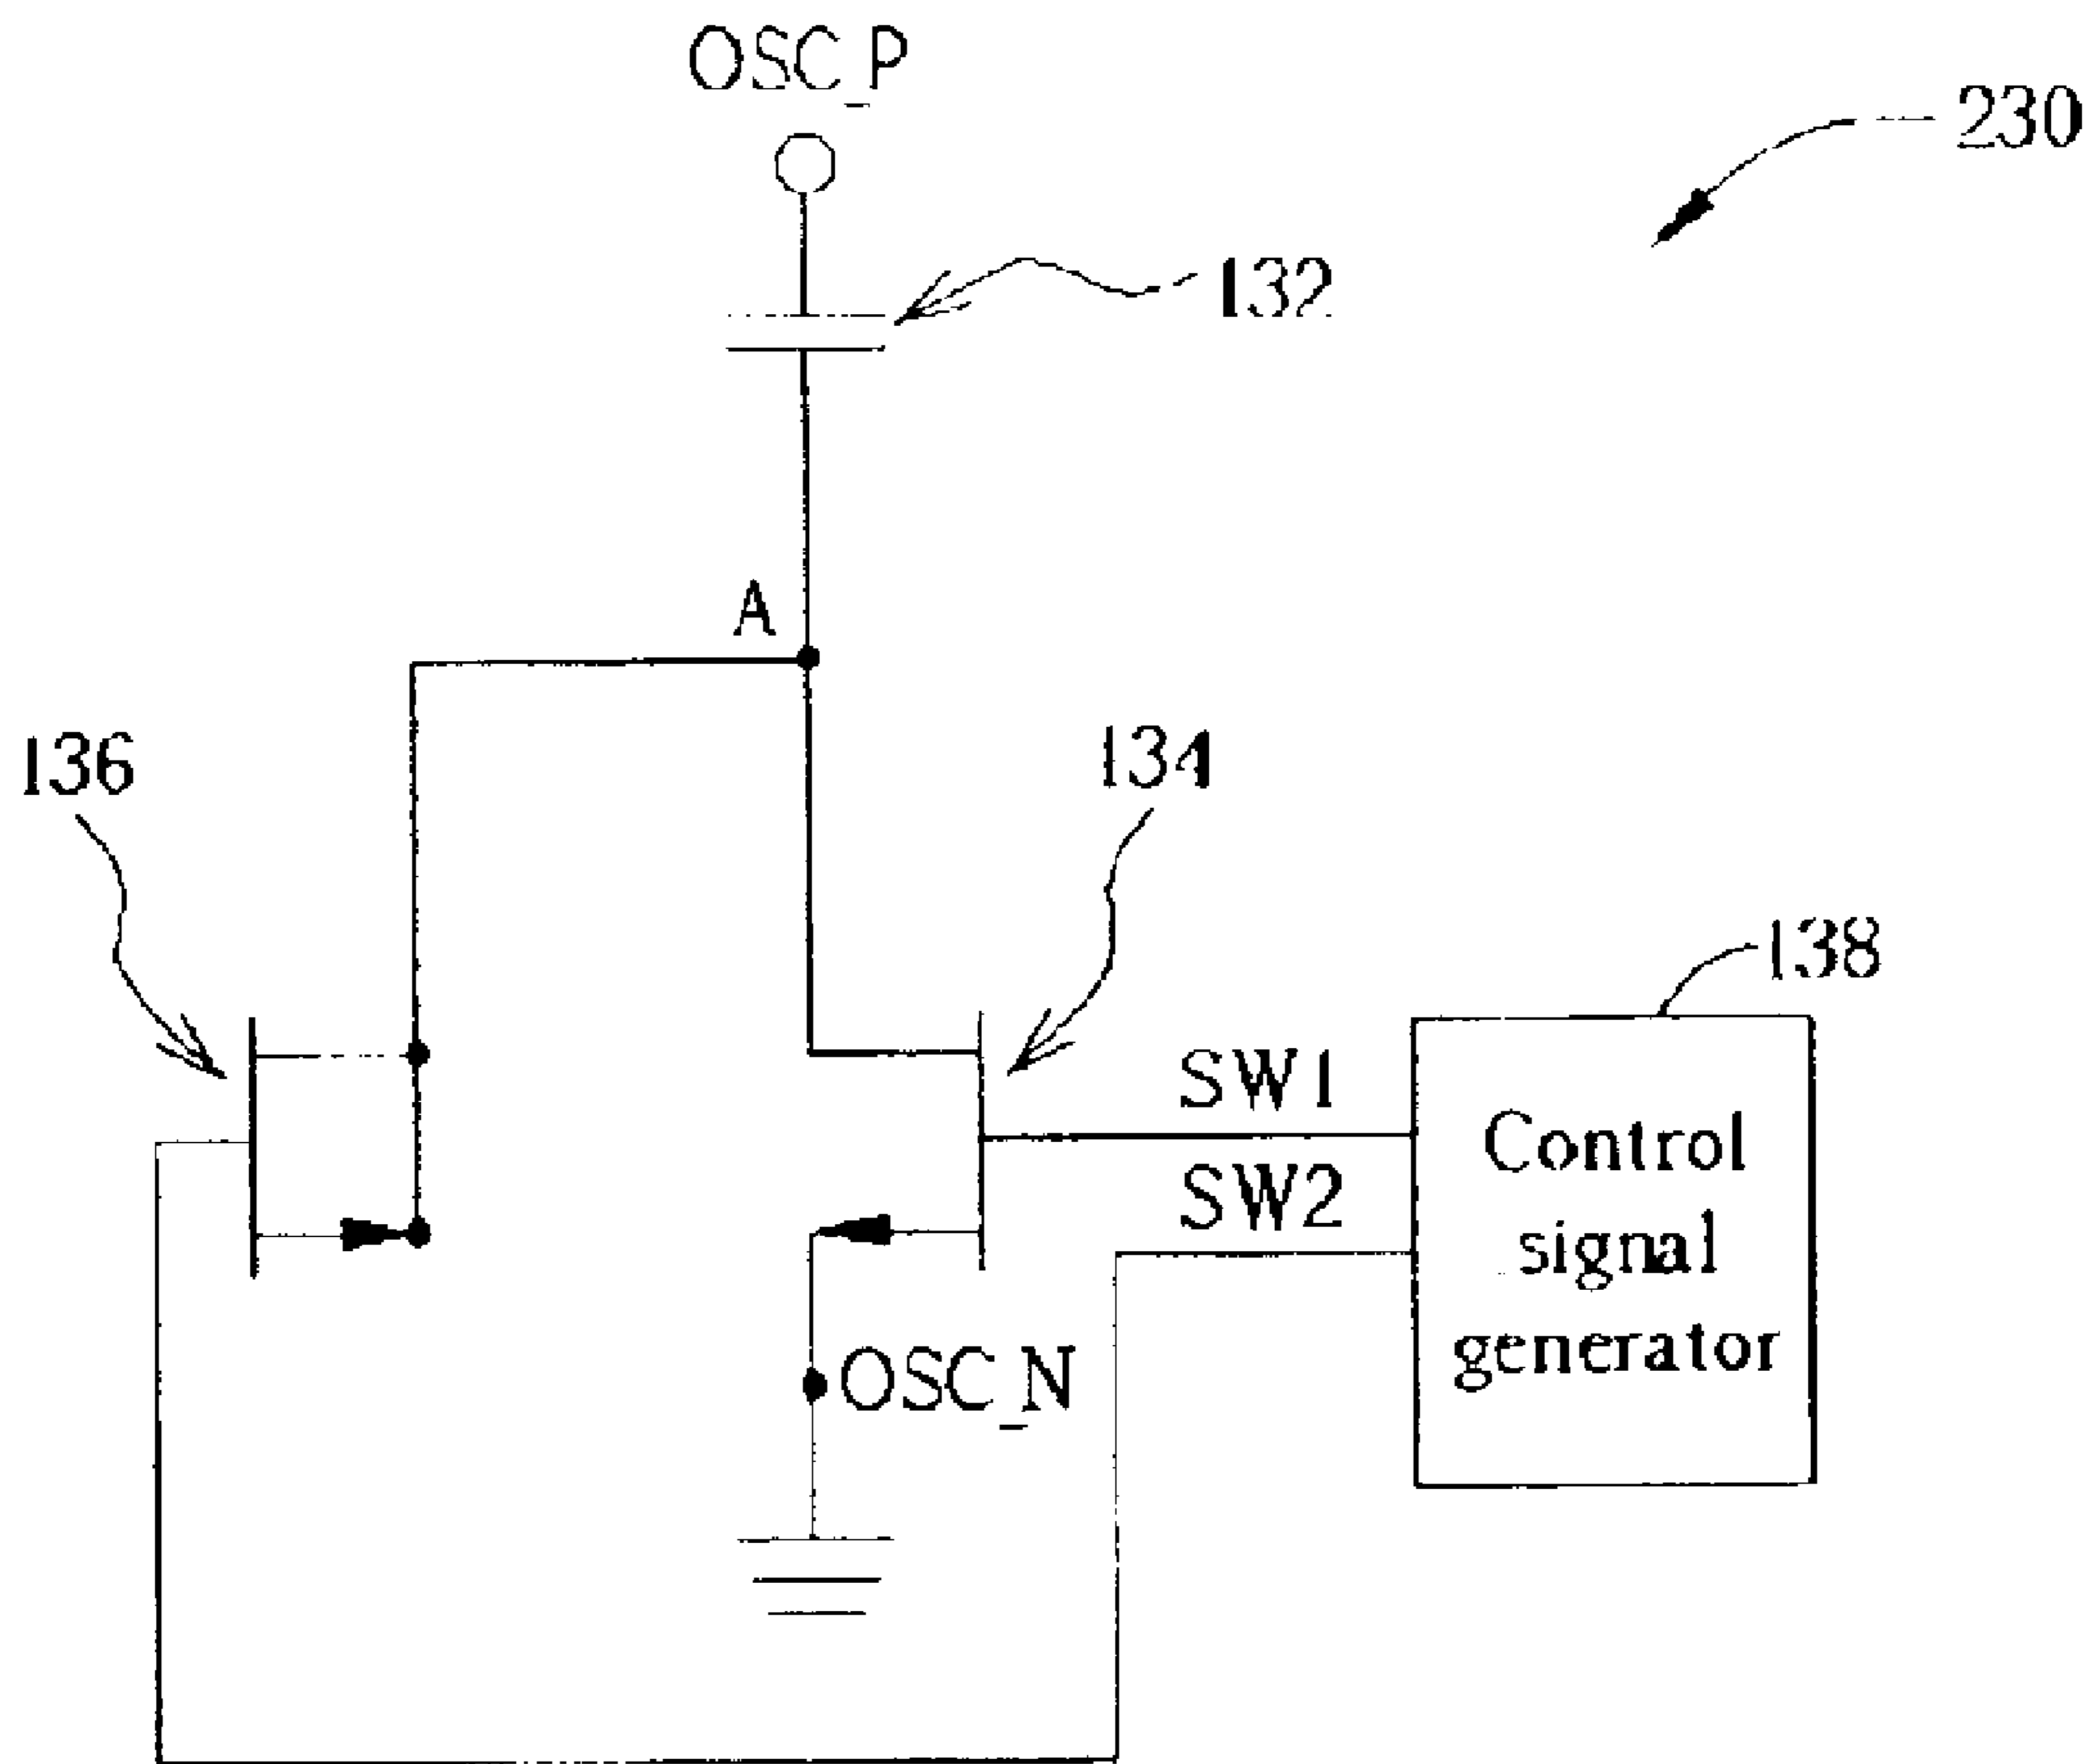 OSC_P
230
132
A
136
134
138
SW1
SW2
Control
signal
generator
OSC_N